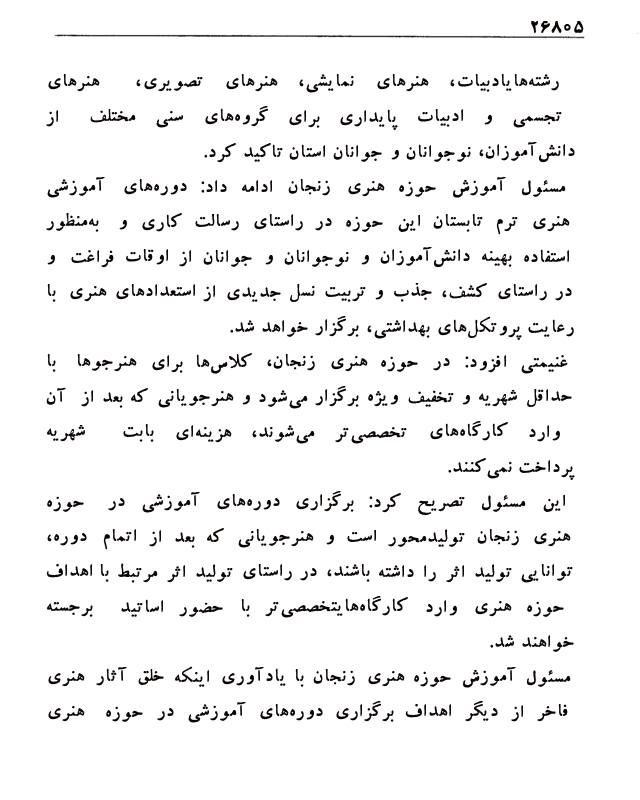 ۲۶۸۰۵
رشته‌هایادبیات، هنرهای نمایشی، هنرهای تصویری، هنرهای
تجسمی و ادبیات پایداری برای گروه‌های سنی مختلف از
دانش‌آموزان، نوجوانان و جوانان استان تاکید کرد.
مسئول آموزش حوزه هنری زنجان ادامه داد: دوره‌های آموزشی
هنری ترم تابستان این حوزه در راستای رسالت کاری و به‌منظور
استفاده بهینه دانش‌آموزان و نوجوانان و جوانان از اوقات فراغت و
در راستای کشف، جذب و تربیت نسل جدیدی از استعدادهای هنری با
رعایت پروتکل‌های بهداشتی، برگزار خواهد شد.
غنیمتی افزود: در حوزه هنری زنجان، کلاس‌ها برای هنرجوها با
حداقل شهریه و تخفیف ویژه برگزار می‌شود و هنرجویانی که بعد از آن
وارد کارگاه‌های تخصصی‌تر می‌شوند، هزینه‌ای بابت شهریه
پرداخت نمی‌کنند.
این مسئول تصریح کرد: برگزاری دوره‌های آموزشی در حوزه
هنری زنجان تولیدمحور است و هنرجویانی که بعد از اتمام دوره،
توانایی تولید اثر را داشته باشند، در راستای تولید اثر مرتبط با اهداف
حوزه هنری وارد کارگاه‌هایتخصصی‌تر با حضور اساتید برجسته
خواهند شد.
مسئول آموزش حوزه هنری زنجان با یادآوری اینکه خلق آثار هنری
فاخر از دیگر اهداف برگزاری دوره‌های آموزشی در حوزه هنری